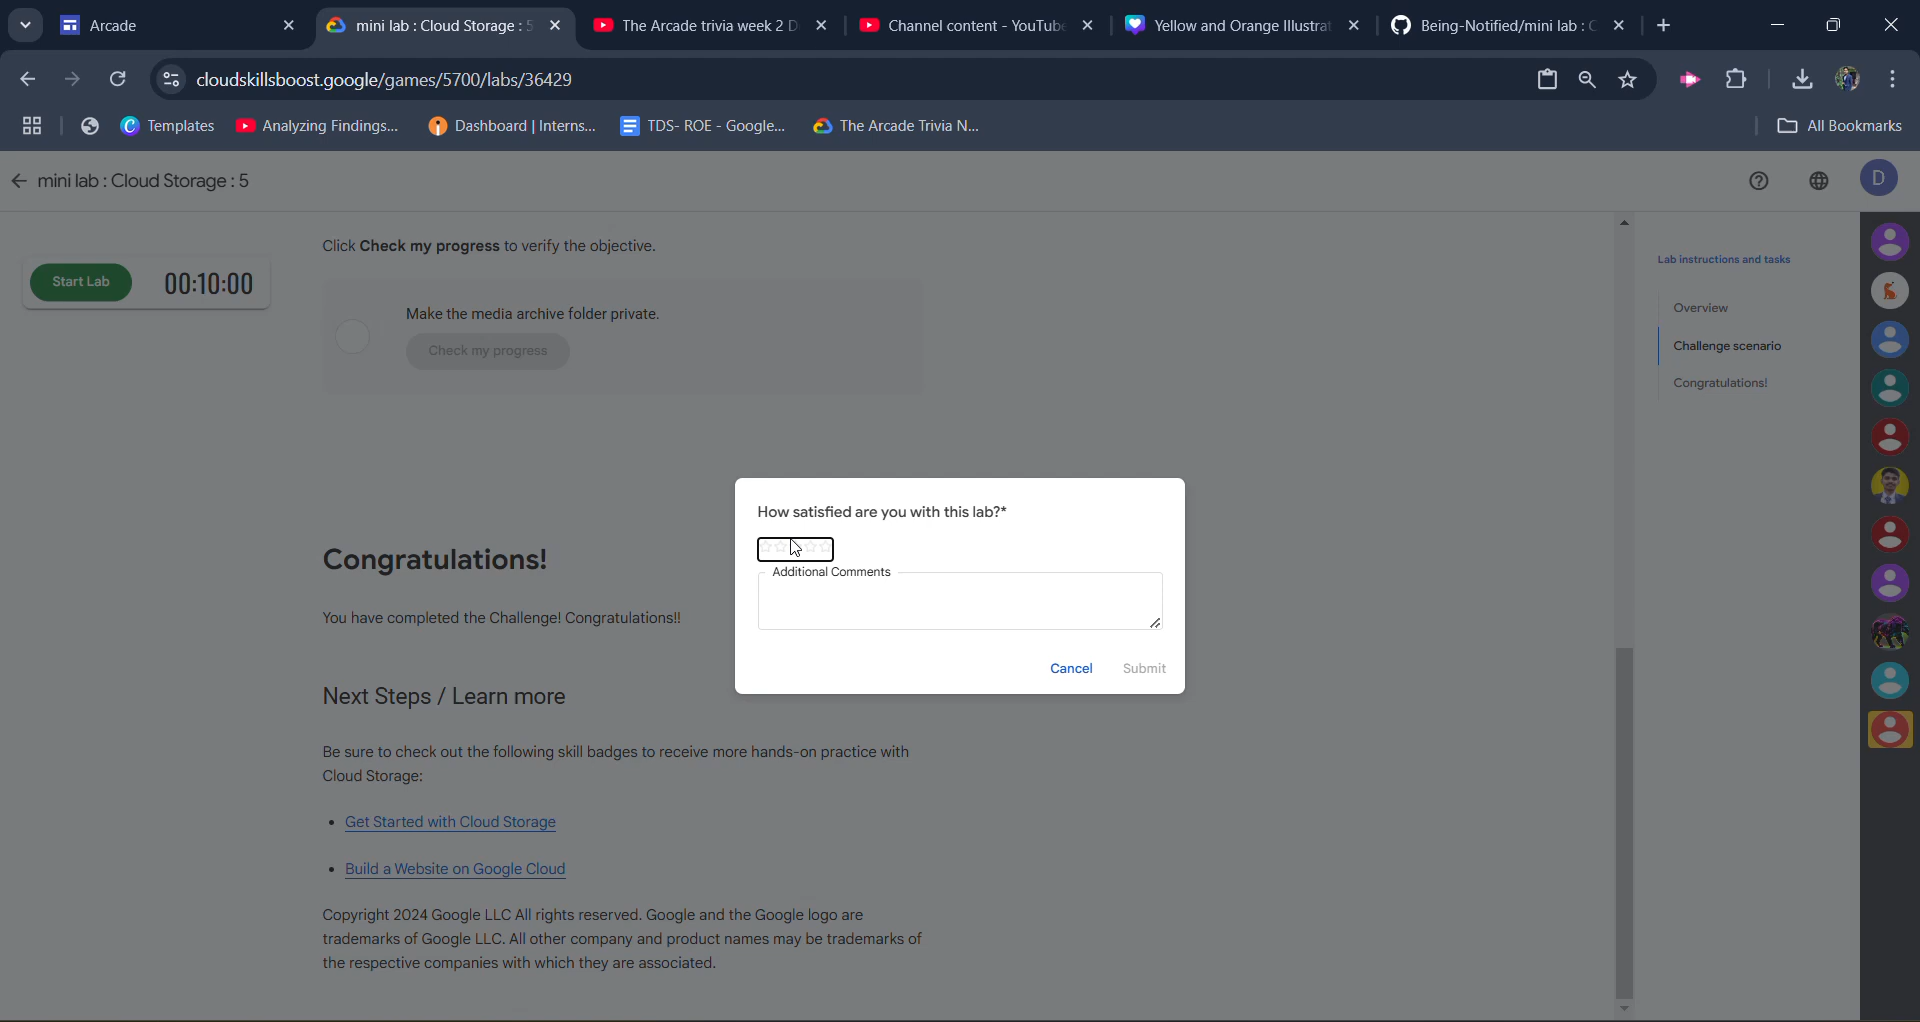 Arcade
mini lab : Cloud Storage : 5
The Arcade trivia week 2 D
Channel content - YouTube
Yellow and Orange Illustrat
Being-Notified/mini lab : C
cloudskillsboost.google/games/5700/labs/36429
Templates
Analyzing Findings...
Dashboard | Interns...
TDS- ROE - Google...
The Arcade Trivia N...
All Bookmarks
mini lab : Cloud Storage : 5
D
Start Lab
00:10:00
Click Check my progress to verify the objective.
Make the media archive folder private.
Check my progress
Lab instructions and tasks
Overview
Challenge scenario
Congratulations!
How satisfied are you with this lab?*
Additional Comments
Cancel
Submit
Congratulations!
You have completed the Challenge! Congratulations!!
Next Steps / Learn more
Be sure to check out the following skill badges to receive more hands-on practice with
Cloud Storage:
• Get Started with Cloud Storage
• Build a Website on Google Cloud
Copyright 2024 Google LLC All rights reserved. Google and the Google logo are
trademarks of Google LLC. All other company and product names may be trademarks of
the respective companies with which they are associated.